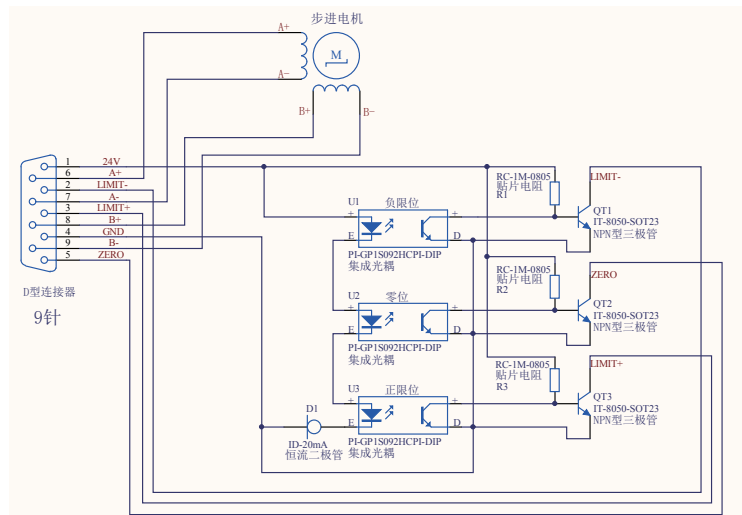 步进电机
A+
M
A-
B+
B-
1 24V
6 A+
2 LIMIT-
7 A-
3 LIMIT+
8 B+
4 GND
9 B-
5 ZERO
D型连接器
9针
U1 负限位
+ +
E D
PI-GP1S092HCPI-DIP
集成光耦
RC-1M-0805
贴片电阻
R1
LIMIT-
QT1
IT-8050-SOT23
NPN型三极管
U2 零位
+ +
E D
PI-GP1S092HCPI-DIP
集成光耦
RC-1M-0805
贴片电阻
R2
ZERO
QT2
IT-8050-SOT23
NPN型三极管
U3 正限位
+ +
E D
PI-GP1S092HCPI-DIP
集成光耦
RC-1M-0805
贴片电阻
R3
LIMIT+
QT3
IT-8050-SOT23
NPN型三极管
D1
ID-20mA
恒流二极管